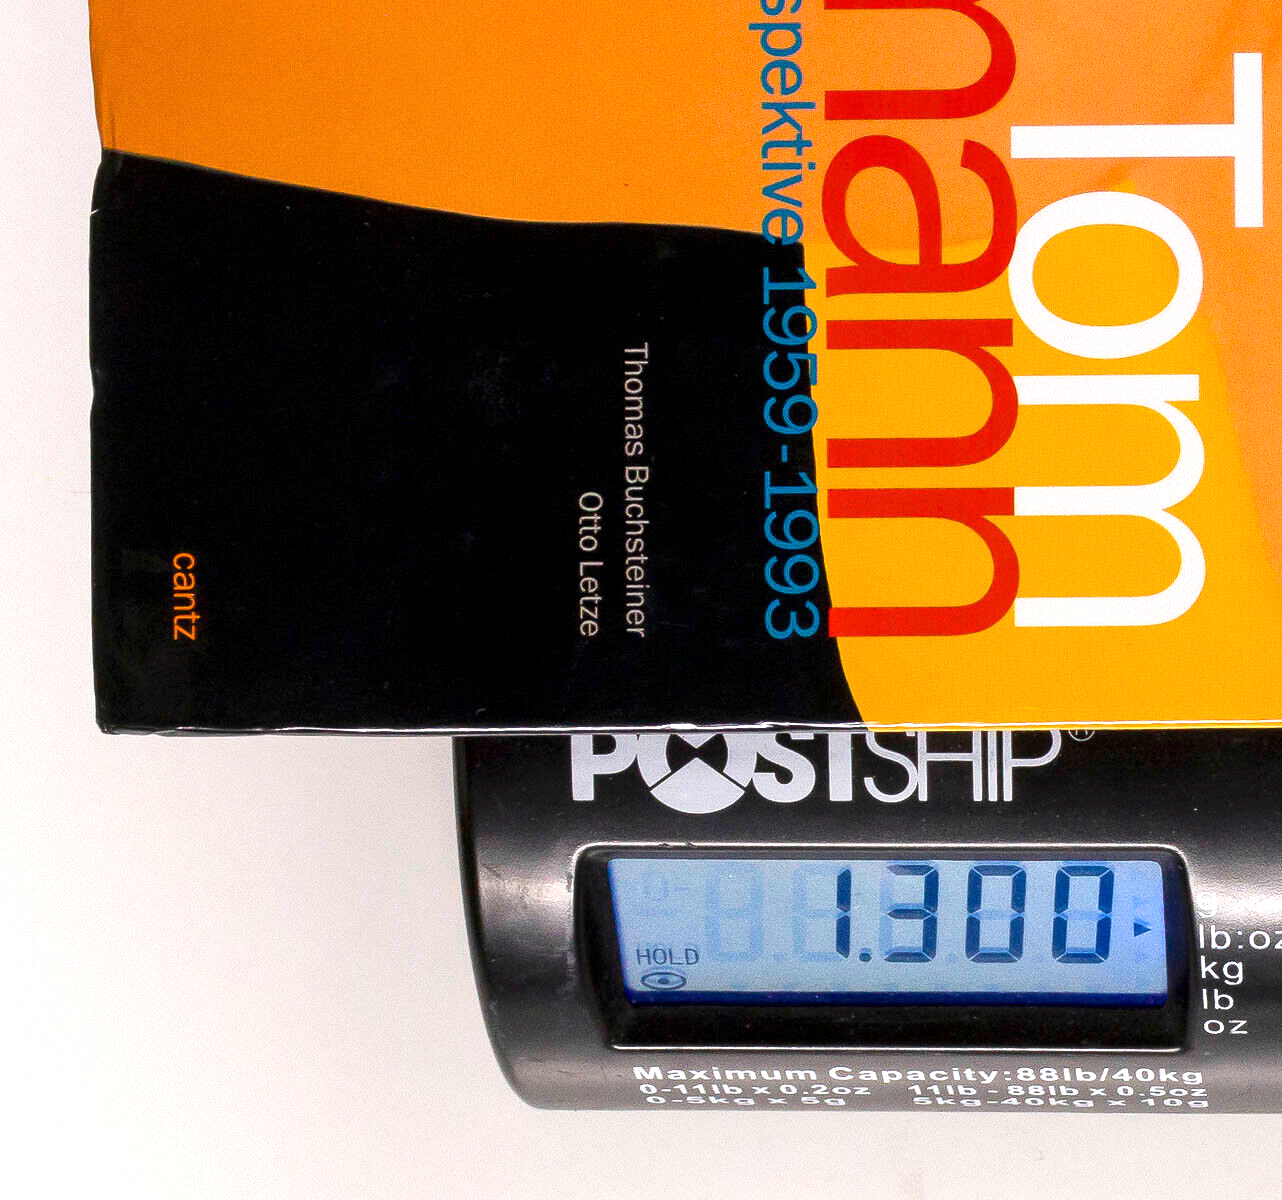 Tom
mann
spektive 1959-1993
Thomas Buchsteiner
Otto Letze
cantz
POSTSHIP®
1.300
HOLD
g
lb:oz
kg
lb
oz
Maximum Capacity:88lb/40kg
0-11lb x 0.2oz 11lb - 88lb x 0.5oz
0-5kg x 5g 5kg-40kg x 10g